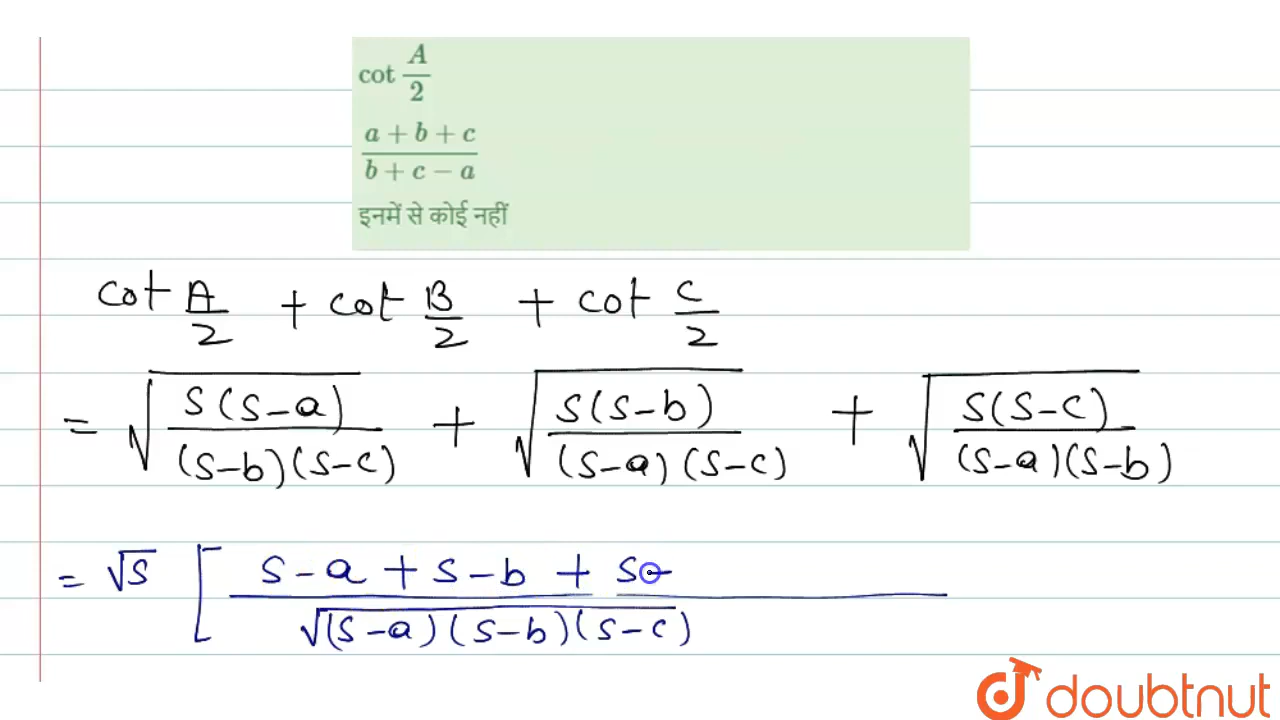 cot A/2
(a + b + c)/(b + c − a)
इनमें से कोई नहीं
cot A/2 + cot B/2 + cot C/2
= √(S(S−a)/((S−b)(S−c))) + √(S(S−b)/((S−a)(S−c))) + √(S(S−c)/((S−a)(S−b)))
= √S [ (S−a+S−b+S−)/√((S−a)(S−b)(S−c))
doubtnut